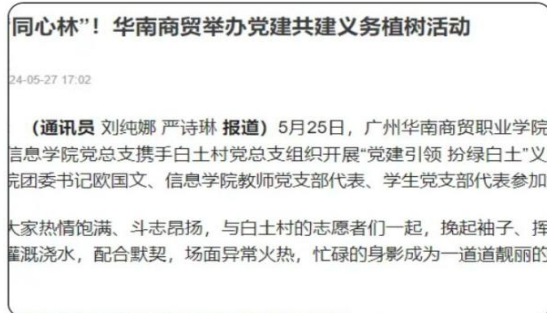 同心林”！华南商贸举办党建共建义务植树活动
24-05-27 17:02
（通讯员 刘纯娜 严诗琳 报道）5月25日，广州华南商贸职业学院
信息学院党总支携手白土村党总支组织开展“党建引领 扮绿白土”义
院团委书记欧国文、信息学院教师党支部代表、学生党支部代表参加
大家热情饱满、斗志昂扬，与白土村的志愿者们一起，挽起袖子、挥
灌溉浇水，配合默契，场面异常火热，忙碌的身影成为一道道靓丽的